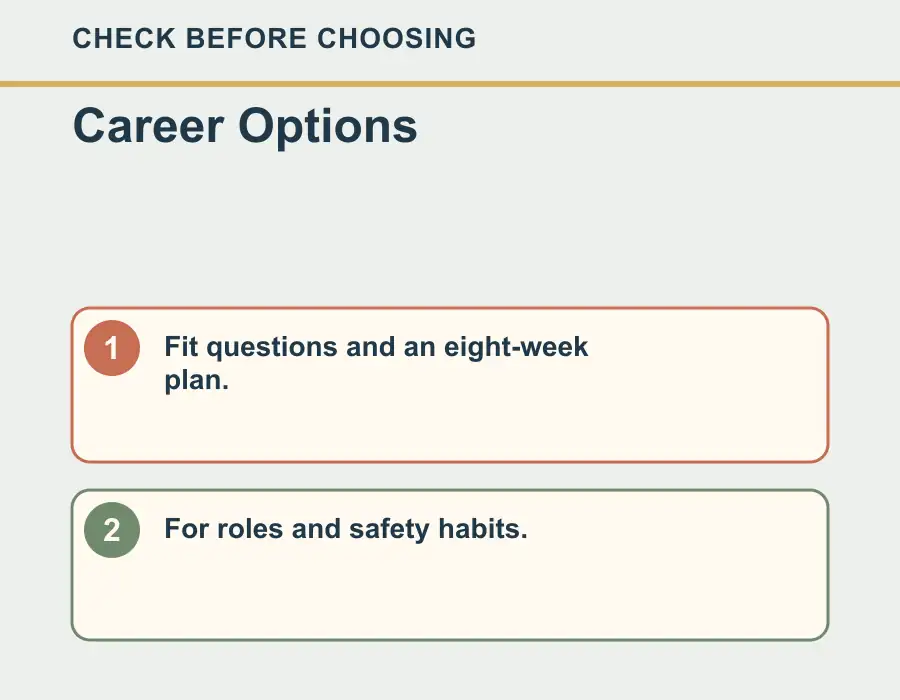 CHECK BEFORE CHOOSING
Career Options
1
Fit questions and an eight-week
plan.
2
For roles and safety habits.